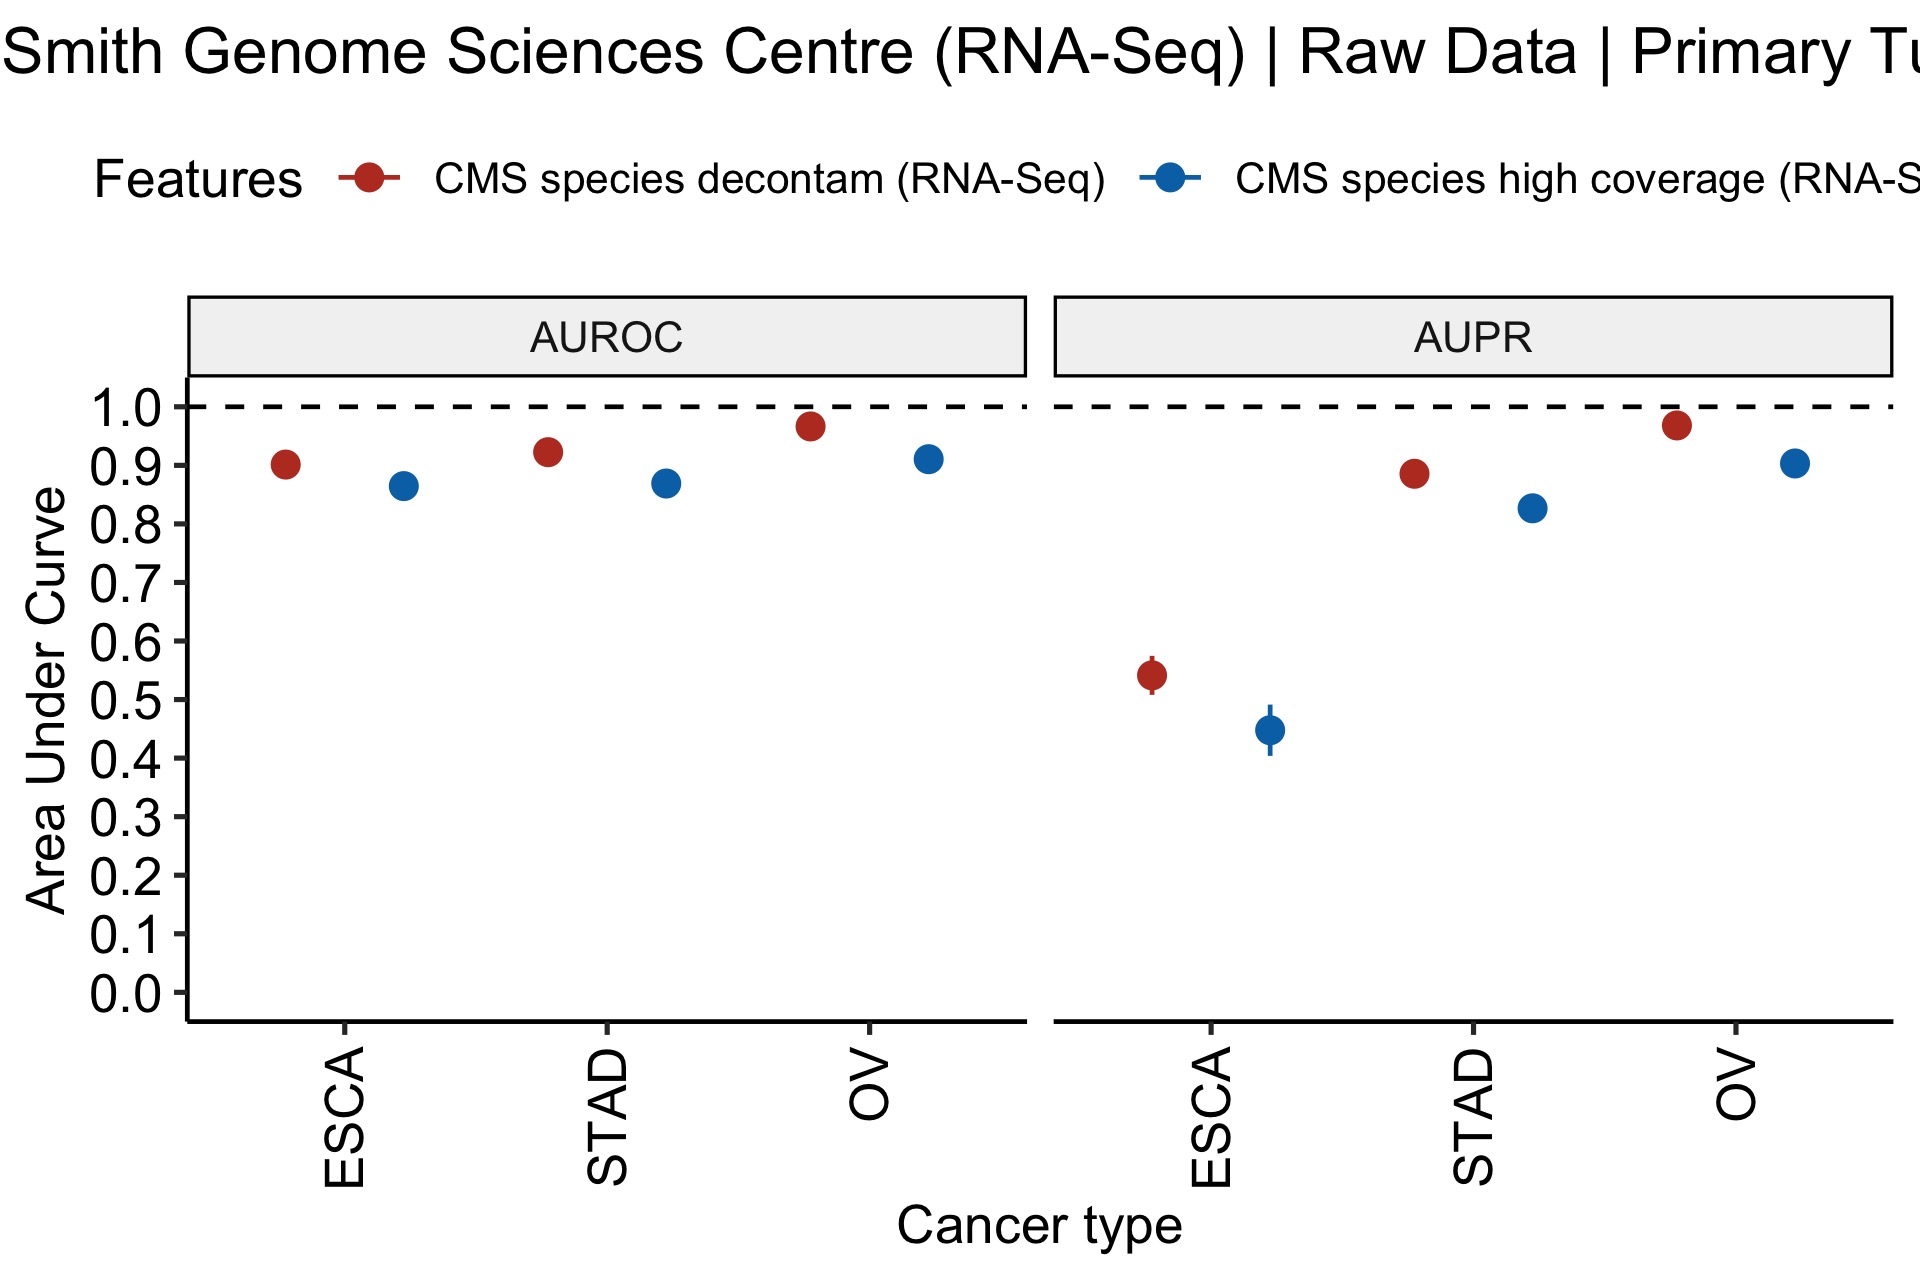 Smith Genome Sciences Centre (RNA-Seq) | Raw Data | Primary
Features CMS species decontam (RNA-Seq) CMS species high coverage (RNA-S
AUROC AUPR
Area Under Curve
1.0
0.9
0.8
0.7
0.6
0.5
0.4
0.3
0.2
0.1
0.0
ESCA STAD OV ESCA STAD OV
Cancer type